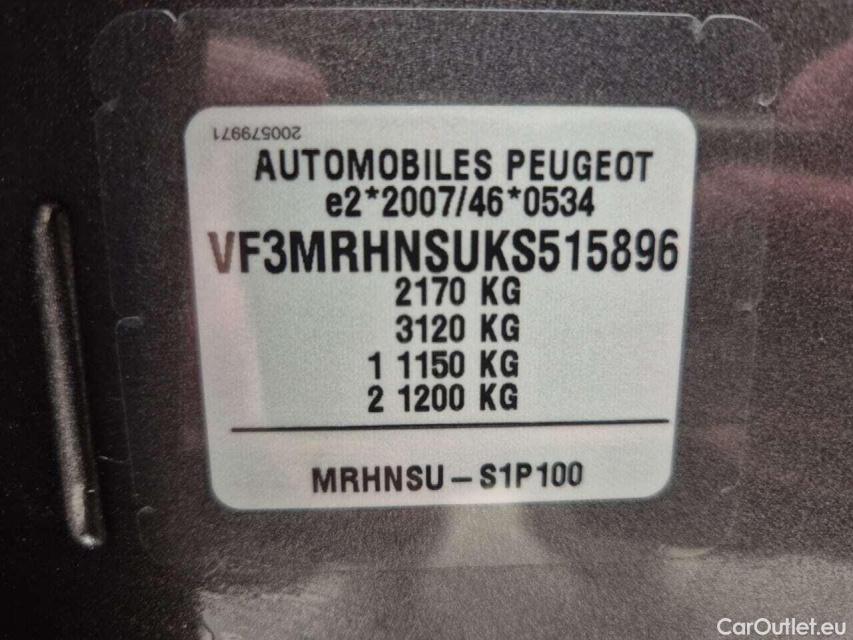 200579971
AUTOMOBILES PEUGEOT
e2*2007/46*0534
VF3MRHNSUKS515896
2170 KG
3120 KG
1 1150 KG
2 1200 KG
MRHNSU – S1P100
CarOutlet.eu